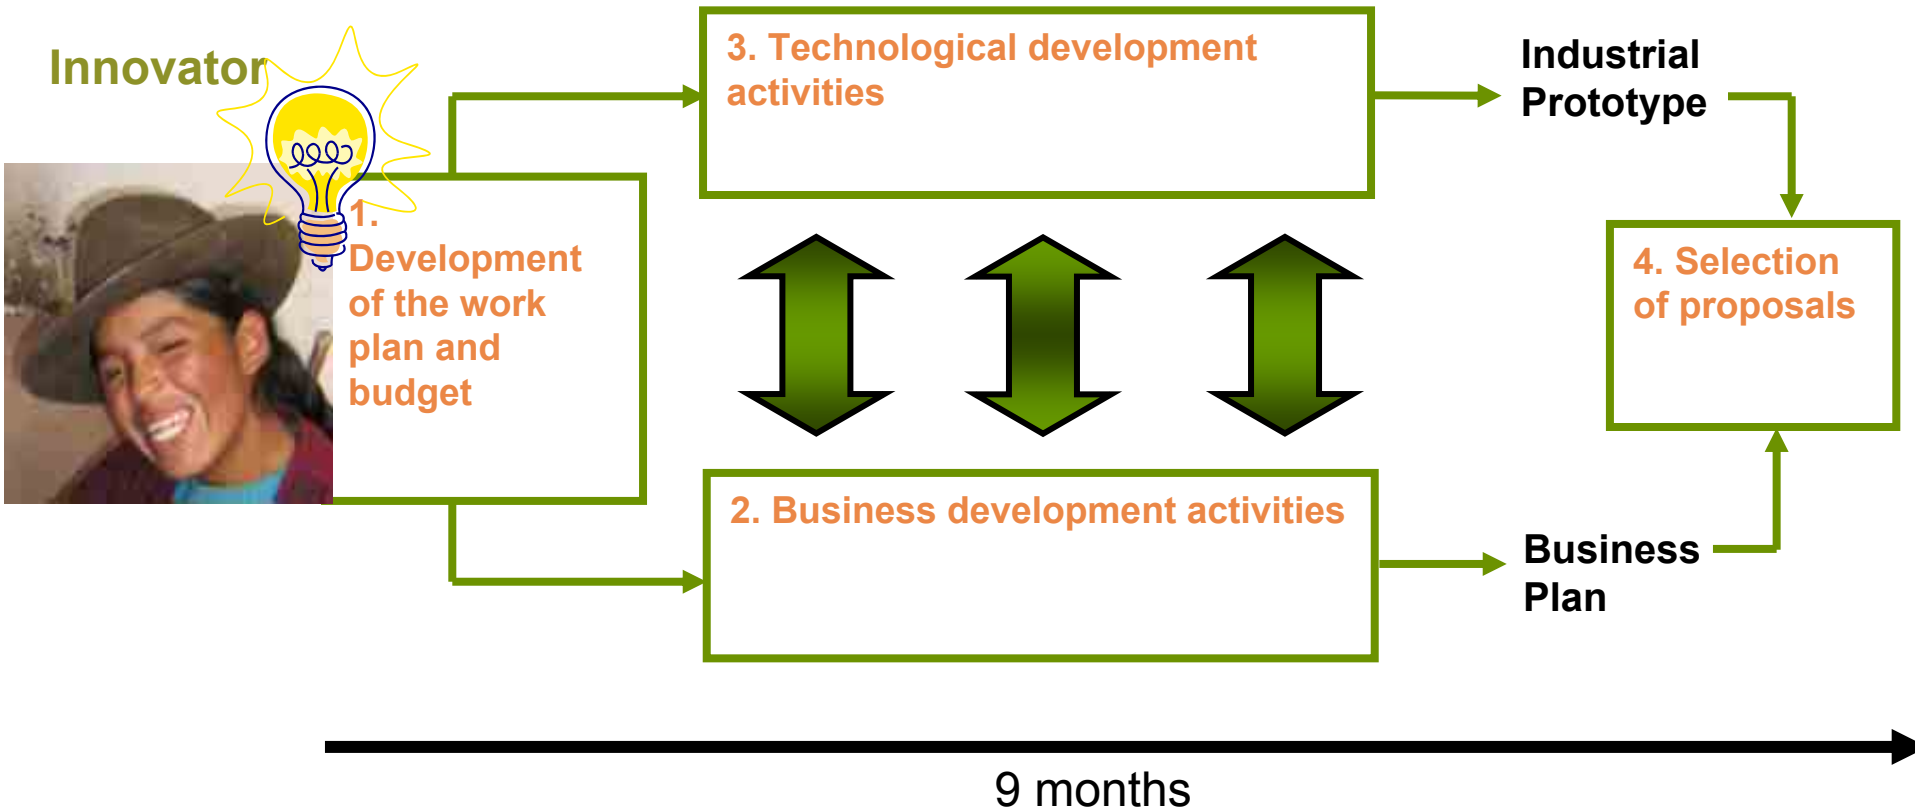 Innovator
1.
Development
of the work
plan and
budget
3. Technological development
activities
2. Business development activities
Industrial
Prototype
Business
Plan
4. Selection
of proposals
9 months